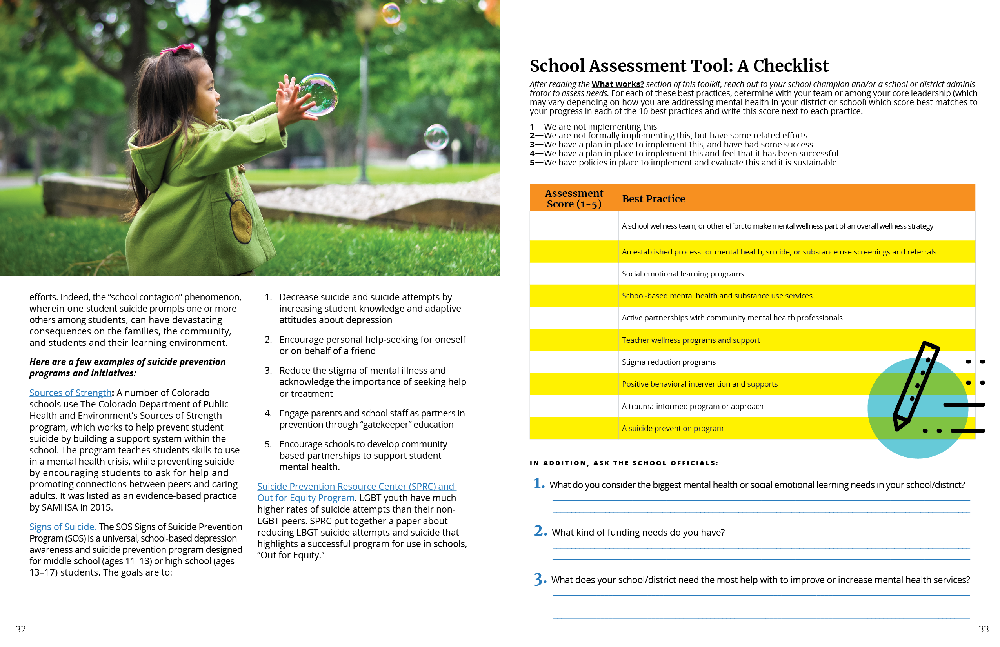 efforts. Indeed, the “school contagion” phenomenon,
wherein one student suicide prompts one or more
others among students, can have devastating
consequences on the families, the community,
and students and their learning environment.
Here are a few examples of suicide prevention
programs and initiatives:
Sources of Strength: A number of Colorado
schools use The Colorado Department of Public
Health and Environment’s Sources of Strength
program, which works to help prevent student
suicide by building a support system within the
school. The program teaches students skills to use
in a mental health crisis, while preventing suicide
by encouraging students to ask for help and
promoting connections between peers and caring
adults. It was listed as an evidence-based practice
by SAMHSA in 2015.
Signs of Suicide. The SOS Signs of Suicide Prevention
Program (SOS) is a universal, school-based depression
awareness and suicide prevention program designed
for middle-school (ages 11–13) or high-school (ages
13–17) students. The goals are to:
1. Decrease suicide and suicide attempts by
increasing student knowledge and adaptive
attitudes about depression
2. Encourage personal help-seeking for oneself
or on behalf of a friend
3. Reduce the stigma of mental illness and
acknowledge the importance of seeking help
or treatment
4. Engage parents and school staff as partners in
prevention through “gatekeeper” education
5. Encourage schools to develop community-
based partnerships to support student
mental health.
Suicide Prevention Resource Center (SPRC) and
Out for Equity Program. LGBT youth have much
higher rates of suicide attempts than their non-
LGBT peers. SPRC put together a paper about
reducing LBGT suicide attempts and suicide that
highlights a successful program for use in schools,
“Out for Equity.”
32
School Assessment Tool: A Checklist
After reading the What works? section of this toolkit, reach out to your school champion and/or a school or district adminis-
trator to assess needs. For each of these best practices, determine with your team or among your core leadership (which
may vary depending on how you are addressing mental health in your district or school) which score best matches to
your progress in each of the 10 best practices and write this score next to each practice.
1—We are not implementing this
2—We are not formally implementing this, but have some related efforts
3—We have a plan in place to implement this, and have had some success
4—We have a plan in place to implement this and feel that it has been successful
5—We have policies in place to implement and evaluate this and it is sustainable
Assessment
Score (1-5)
Best Practice
A school wellness team, or other effort to make mental wellness part of an overall wellness strategy
An established process for mental health, suicide, or substance use screenings and referrals
Social emotional learning programs
School-based mental health and substance use services
Active partnerships with community mental health professionals
Teacher wellness programs and support
Stigma reduction programs
Positive behavioral intervention and supports
A trauma-informed program or approach
A suicide prevention program
IN ADDITION, ASK THE SCHOOL OFFICIALS:
1. What do you consider the biggest mental health or social emotional learning needs in your school/district?
2. What kind of funding needs do you have?
3. What does your school/district need the most help with to improve or increase mental health services?
33